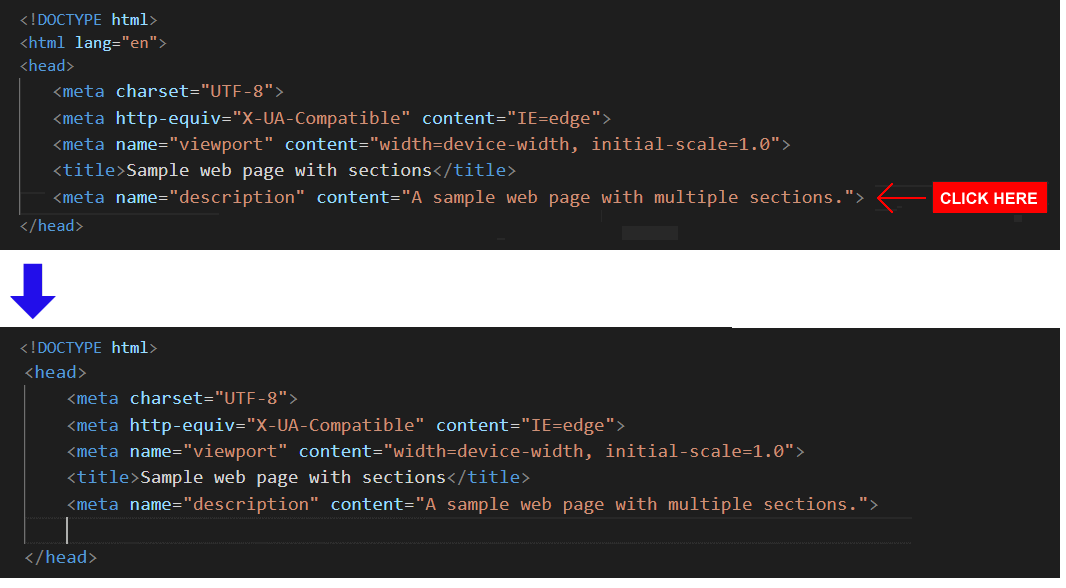 <!DOCTYPE html>
<html lang="en">
<head>
<meta charset="UTF-8">
<meta http-equiv="X-UA-Compatible" content="IE=edge">
<meta name="viewport" content="width=device-width, initial-scale=1.0">
<title>Sample web page with sections</title>
<meta name="description" content="A sample web page with multiple sections."> CLICK HERE
</head>
<!DOCTYPE html>
<head>
<meta charset="UTF-8">
<meta http-equiv="X-UA-Compatible" content="IE=edge">
<meta name="viewport" content="width=device-width, initial-scale=1.0">
<title>Sample web page with sections</title>
<meta name="description" content="A sample web page with multiple sections.">
</head>